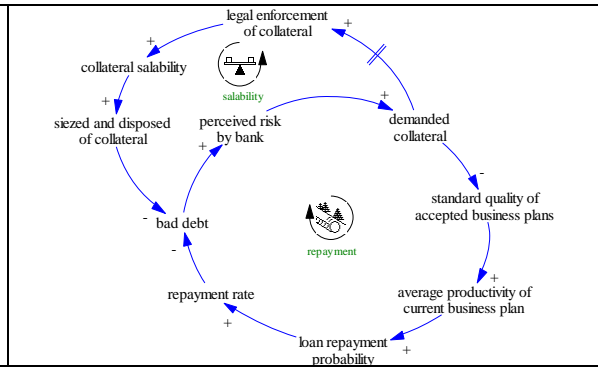 legal enforcement
of collateral
+
+
collateral salability
salability
+
+
siezed and disposed
of collateral
perceived risk
by bank
demanded
collateral
+
-
standard quality of
accepted business plans
-
bad debt
-
repayment
+
repayment rate
average productivity of
current business plan
+
loan repayment
probability
+